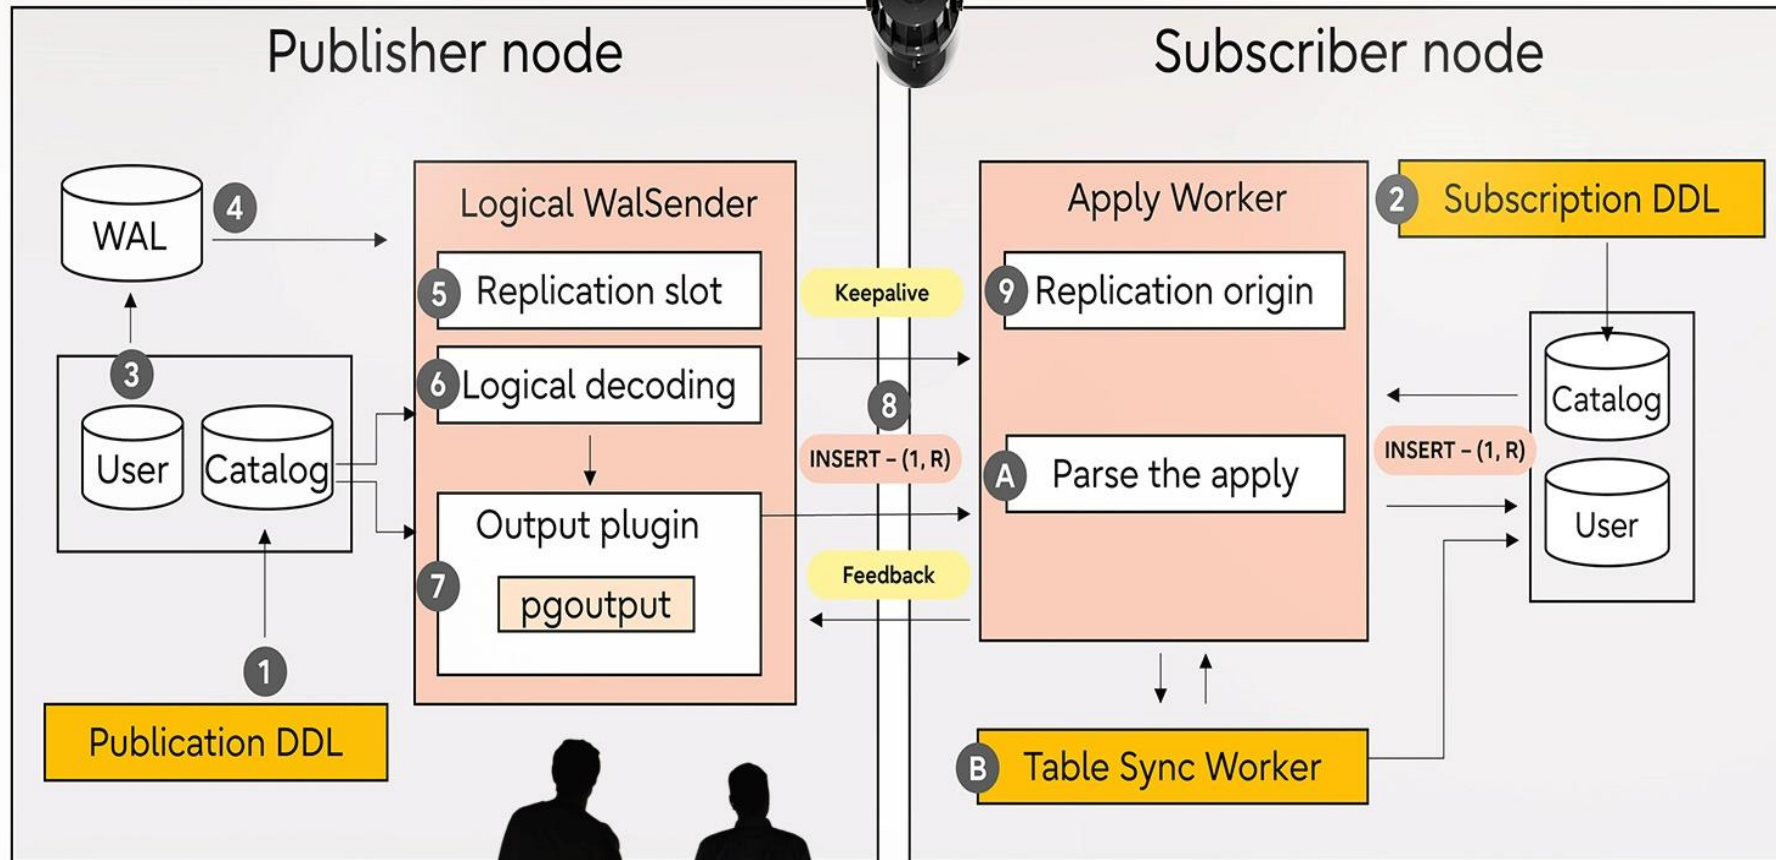 Publisher node
Subscriber node
WAL
4
3
User
Catalog
1
Publication DDL
Logical WalSender
5
Replication slot
6
Logical decoding
Output plugin
7
pgoutput
Keepalive
8
INSERT – (1, R)
Feedback
Apply Worker
9
Replication origin
A
Parse the apply
B
Table Sync Worker
2
Subscription DDL
Catalog
INSERT – (1, R)
User